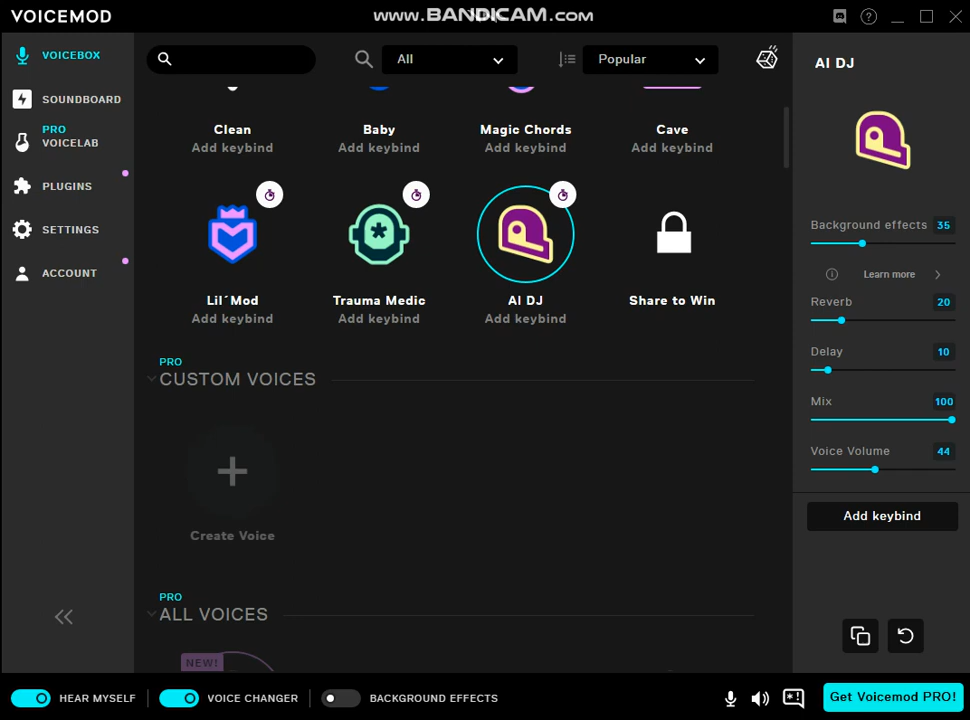 VOICEMOD
www.BANDICAM.com
VOICEBOX
SOUNDBOARD
PRO
VOICELAB
PLUGINS
SETTINGS
ACCOUNT
All
Popular
Clean
Baby
Magic Chords
Cave
Add keybind
Add keybind
Add keybind
Add keybind
Lil´Mod
Trauma Medic
AI DJ
Share to Win
Add keybind
Add keybind
Add keybind
PRO
CUSTOM VOICES
Create Voice
PRO
ALL VOICES
NEW!
AI DJ
Background effects 35
Learn more
Reverb 20
Delay 10
Mix 100
Voice Volume 44
Add keybind
HEAR MYSELF
VOICE CHANGER
BACKGROUND EFFECTS
Get Voicemod PRO!